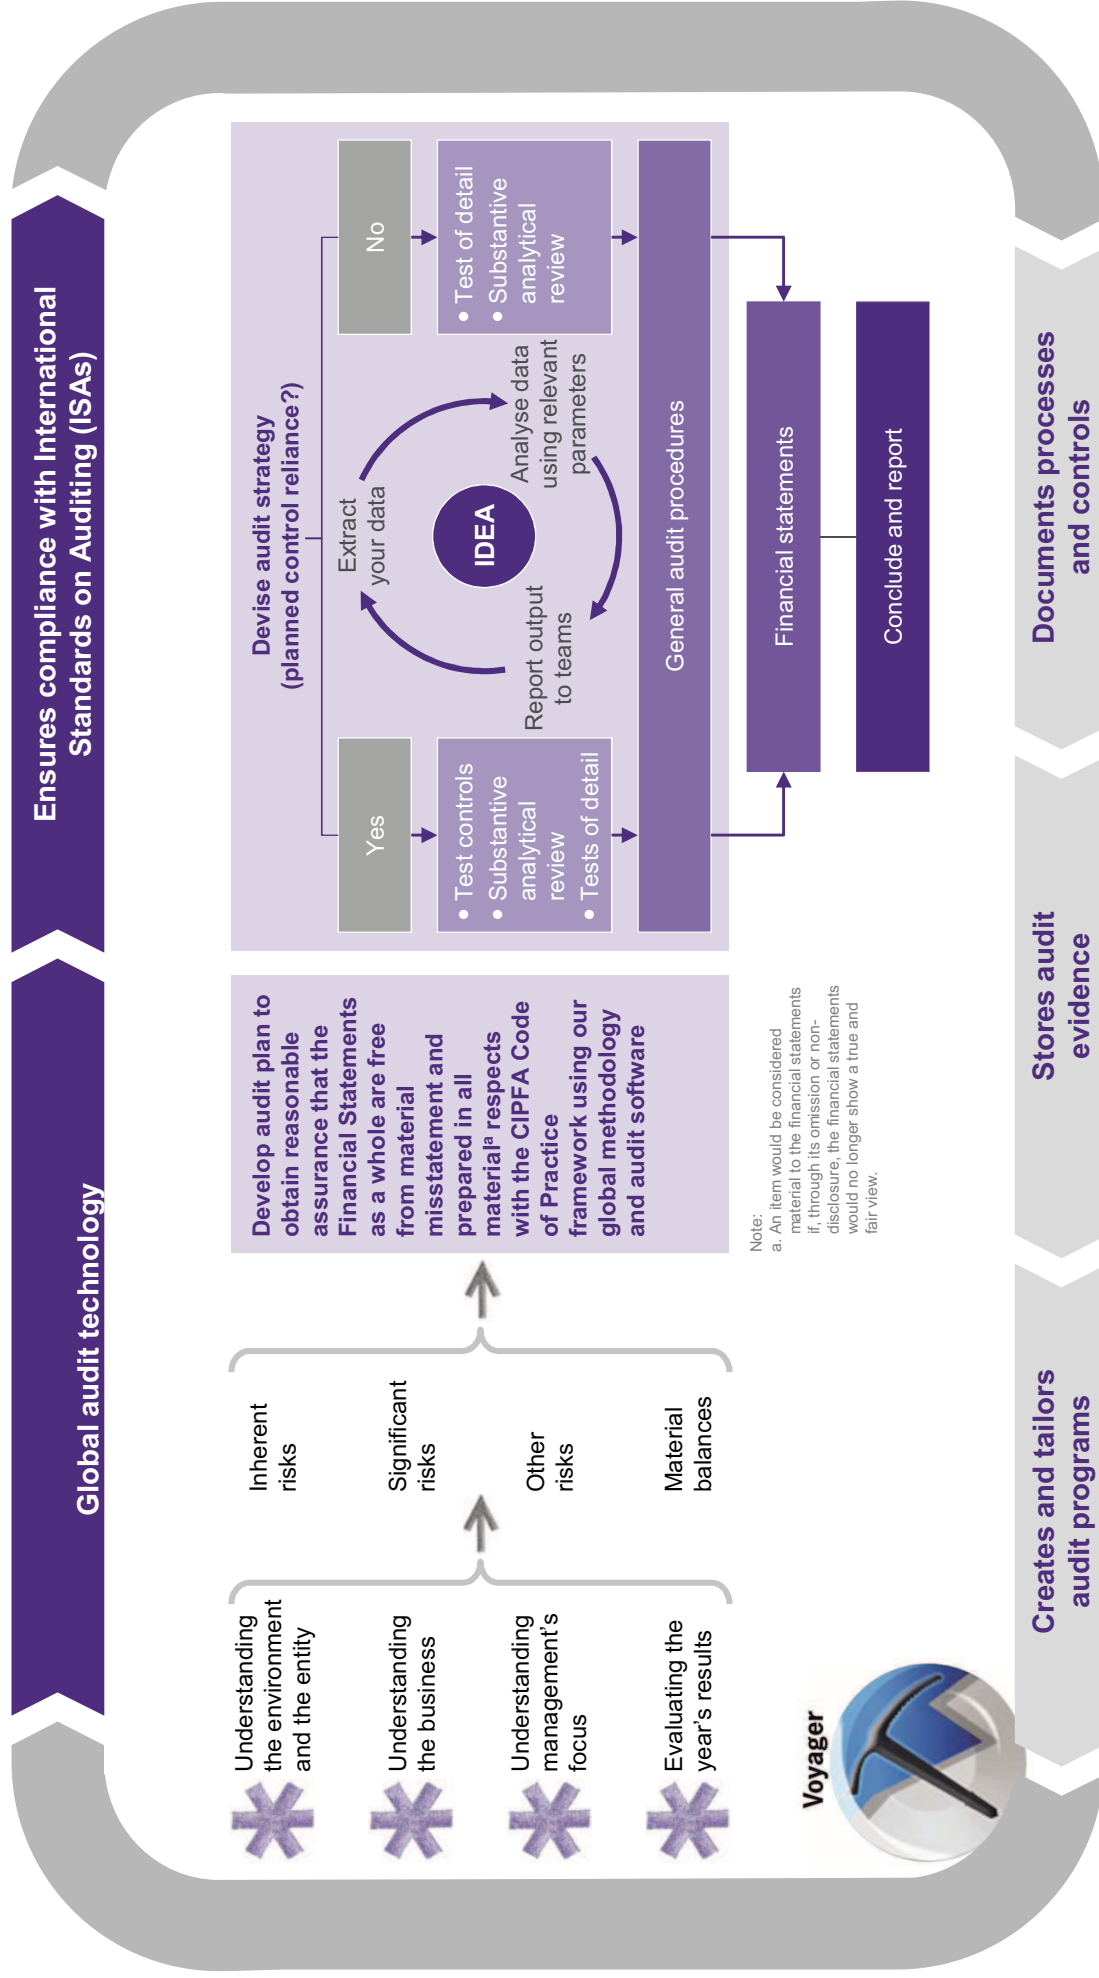 Global audit technology
Ensures compliance with International
Standards on Auditing (ISAs)
Understanding
the environment
and the entity
Understanding
the business
Understanding
management's
focus
Evaluating the
year's results
Inherent
risks
Significant
risks
Other
risks
Material
balances
Develop audit plan to
obtain reasonable
assurance that the
Financial Statements
as a whole are free
from material
misstatement and
prepared in all
materialᵃ respects
with the CIPFA Code
of Practice
framework using our
global methodology
and audit software
Note:
a. An item would be considered
material to the financial statements
if, through its omission or non-
disclosure, the financial statements
would no longer show a true and
fair view.
Devise audit strategy
(planned control reliance?)
Yes
• Test controls
• Substantive
analytical
review
• Tests of detail
Extract
your data
IDEA
Report output
to teams
Analyse data
using relevant
parameters
No
• Test of detail
• Substantive
analytical
review
General audit procedures
Financial statements
Conclude and report
Voyager
Creates and tailors
audit programs
Stores audit
evidence
Documents processes
and controls